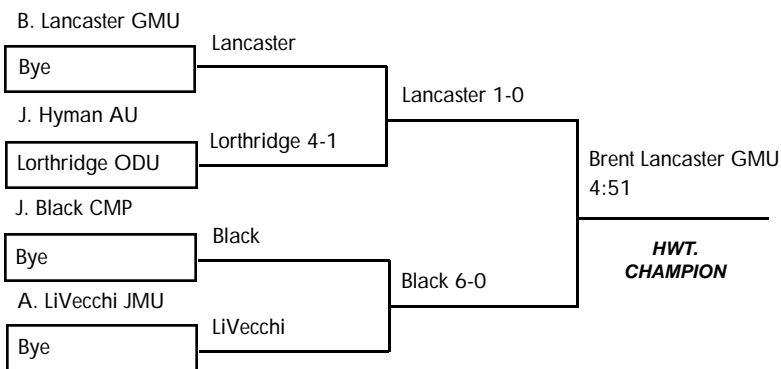 B. Lancaster GMU
Bye
Lancaster
J. Hyman AU
Lorthridge ODU
Lorthridge 4-1
Lancaster 1-0
J. Black CMP
Bye
Black
A. LiVecchi JMU
Bye
LiVecchi
Black 6-0
Brent Lancaster GMU
4:51
HWT.
CHAMPION